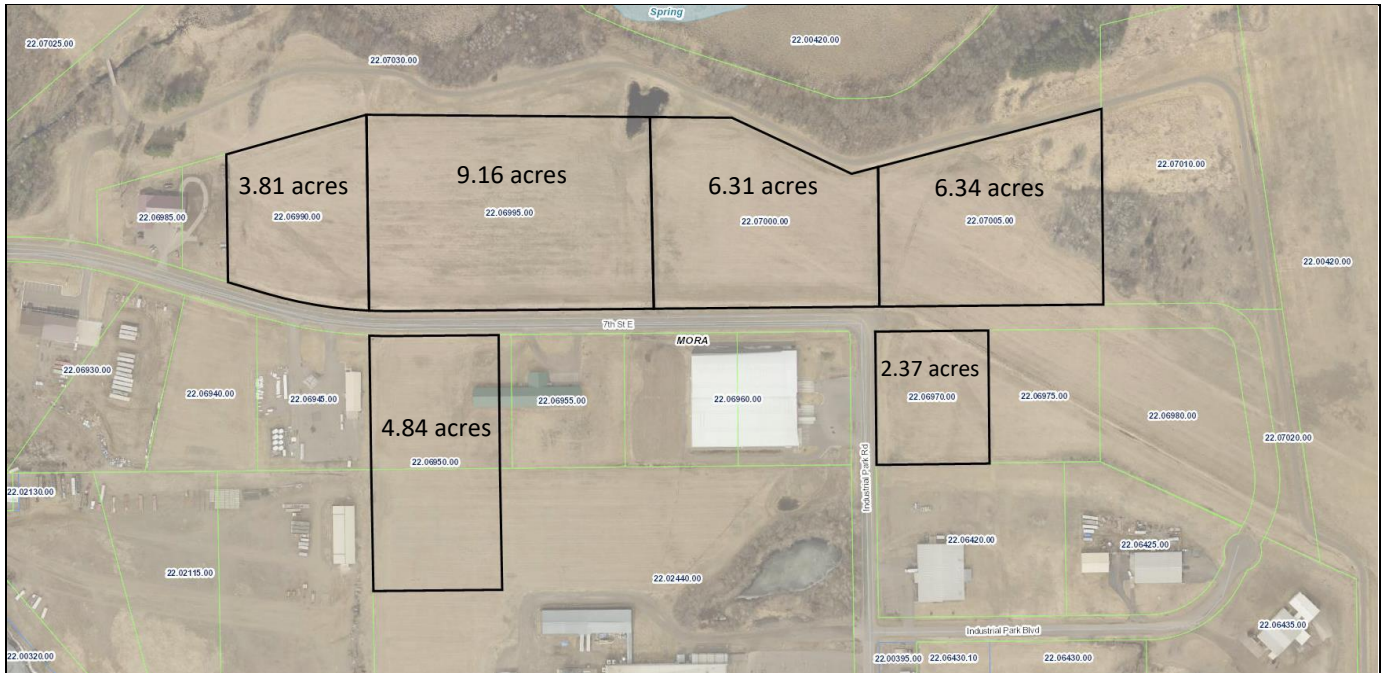 Spring
22.07025.00
22.00420.00
22.07030.00
22.07010.00
3.81 acres
9.16 acres
6.31 acres
6.34 acres
22.06985.00
22.06990.00
22.06995.00
22.07000.00
22.07005.00
22.00420.00
7th St E
MORA
22.06930.00
22.06940.00
22.06945.00
22.06955.00
22.06960.00
2.37 acres
22.06970.00
22.06975.00
22.06980.00
4.84 acres
22.06950.00
22.07020.00
22.02130.00
Industrial Park Rd
22.02115.00
22.02440.00
22.06420.00
22.06425.00
22.06435.00
Industrial Park Blvd
22.00320.00
22.00395.00
22.06430.10
22.06430.00